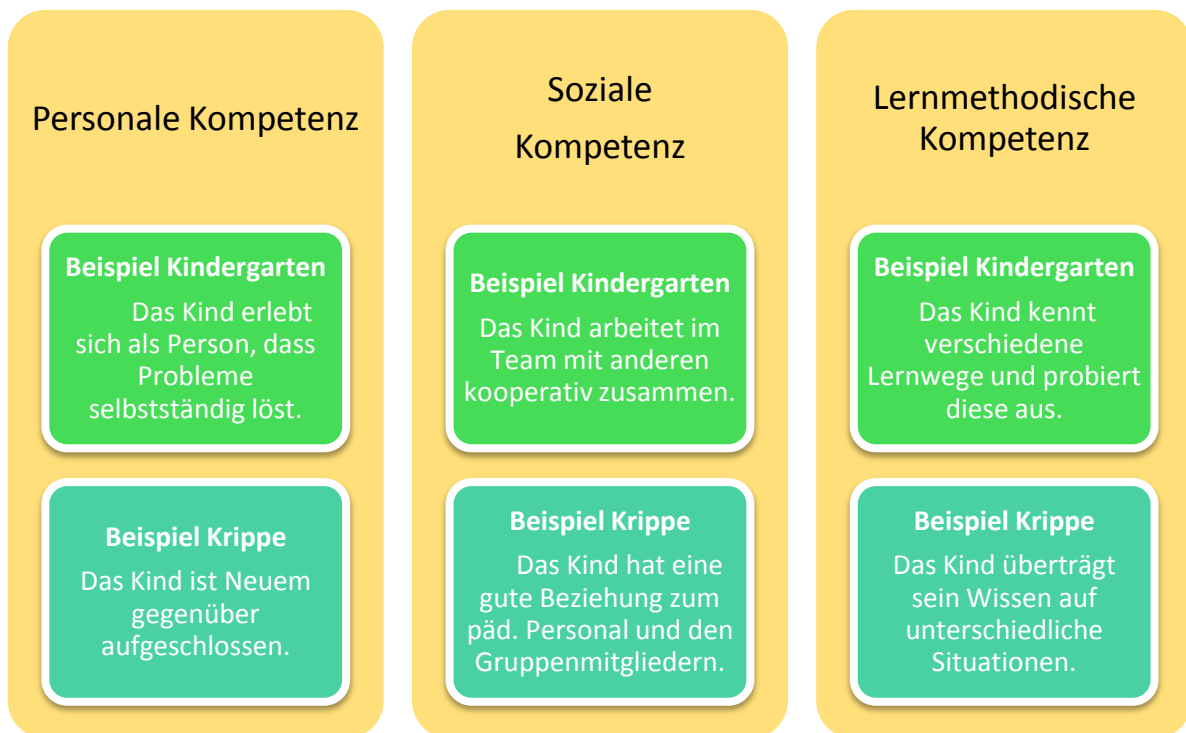 Personale Kompetenz
Beispiel Kindergarten
Das Kind erlebt
sich als Person, dass
Probleme
selbstständig löst.
Beispiel Krippe
Das Kind ist Neuem
gegenüber
aufgeschlossen.
Soziale
Kompetenz
Beispiel Kindergarten
Das Kind arbeitet im
Team mit anderen
kooperativ zusammen.
Beispiel Krippe
Das Kind hat eine
gute Beziehung zum
päd. Personal und den
Gruppenmitgliedern.
Lernmethodische
Kompetenz
Beispiel Kindergarten
Das Kind kennt
verschiedene
Lernwege und probiert
diese aus.
Beispiel Krippe
Das Kind überträgt
sein Wissen auf
unterschiedliche
Situationen.